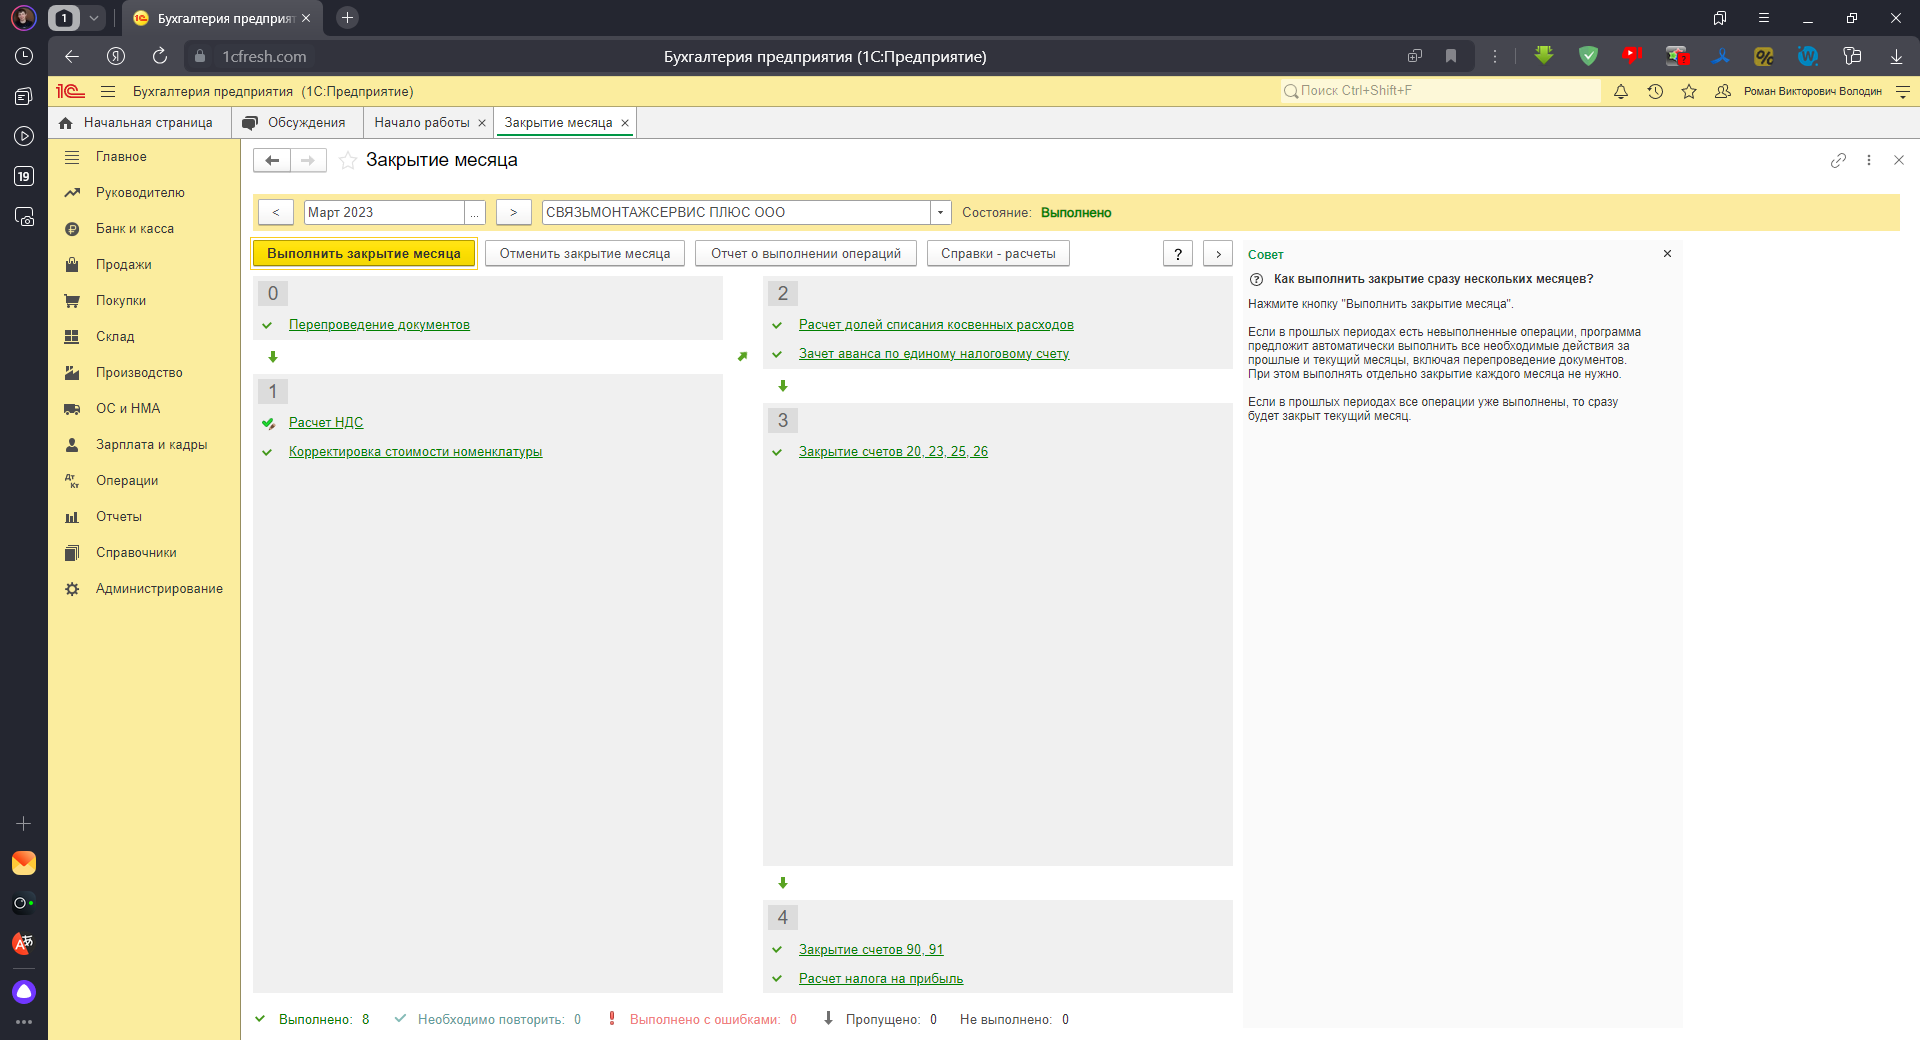 1
Бухгалтерия предприят
1cfresh.com
Бухгалтерия предприятия (1С:Предприятие)
Бухгалтерия предприятия (1С:Предприятие)
Поиск Ctrl+Shift+F
Роман Викторович Володин
Начальная страница
Обсуждения
Начало работы
Закрытие месяца
19
Главное
Руководителю
Банк и касса
Продажи
Покупки
Склад
Производство
ОС и НМА
Зарплата и кадры
Операции
Отчеты
Справочники
Администрирование
Закрытие месяца
< Март 2023 ... > СВЯЗЬМОНТАЖСЕРВИС ПЛЮС ООО Состояние: Выполнено
Выполнить закрытие месяца
Отменить закрытие месяца
Отчет о выполнении операций
Справки - расчеты
?
>
0
Перепроведение документов
1
Расчет НДС
Корректировка стоимости номенклатуры
2
Расчет долей списания косвенных расходов
Зачет аванса по единому налоговому счету
3
Закрытие счетов 20, 23, 25, 26
4
Закрытие счетов 90, 91
Расчет налога на прибыль
Совет
Как выполнить закрытие сразу нескольких месяцев?
Нажмите кнопку "Выполнить закрытие месяца".
Если в прошлых периодах есть невыполненные операции, программа
предложит автоматически выполнить все необходимые действия за
прошлые и текущий месяцы, включая перепроведение документов.
При этом выполнять отдельно закрытие каждого месяца не нужно.
Если в прошлых периодах все операции уже выполнены, то сразу
будет закрыт текущий месяц.
Выполнено: 8 Необходимо повторить: 0 Выполнено с ошибками: 0 Пропущено: 0 Не выполнено: 0